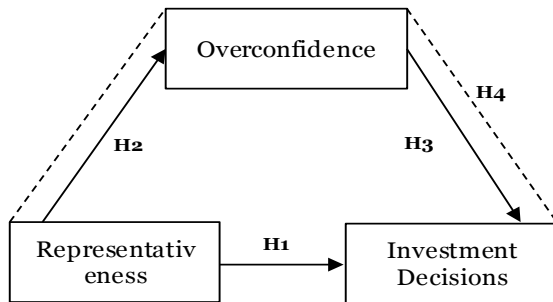 Overconfidence
H4
H2
H3
H1
Representativ
eness
Investment
Decisions